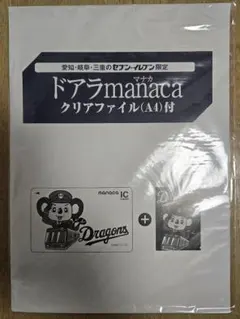 愛知・岐阜・三重のセブン-イレブン限定
マナカ
ドアラmanaca
クリアファイル(A4)付
manaca IC
Dragons
+